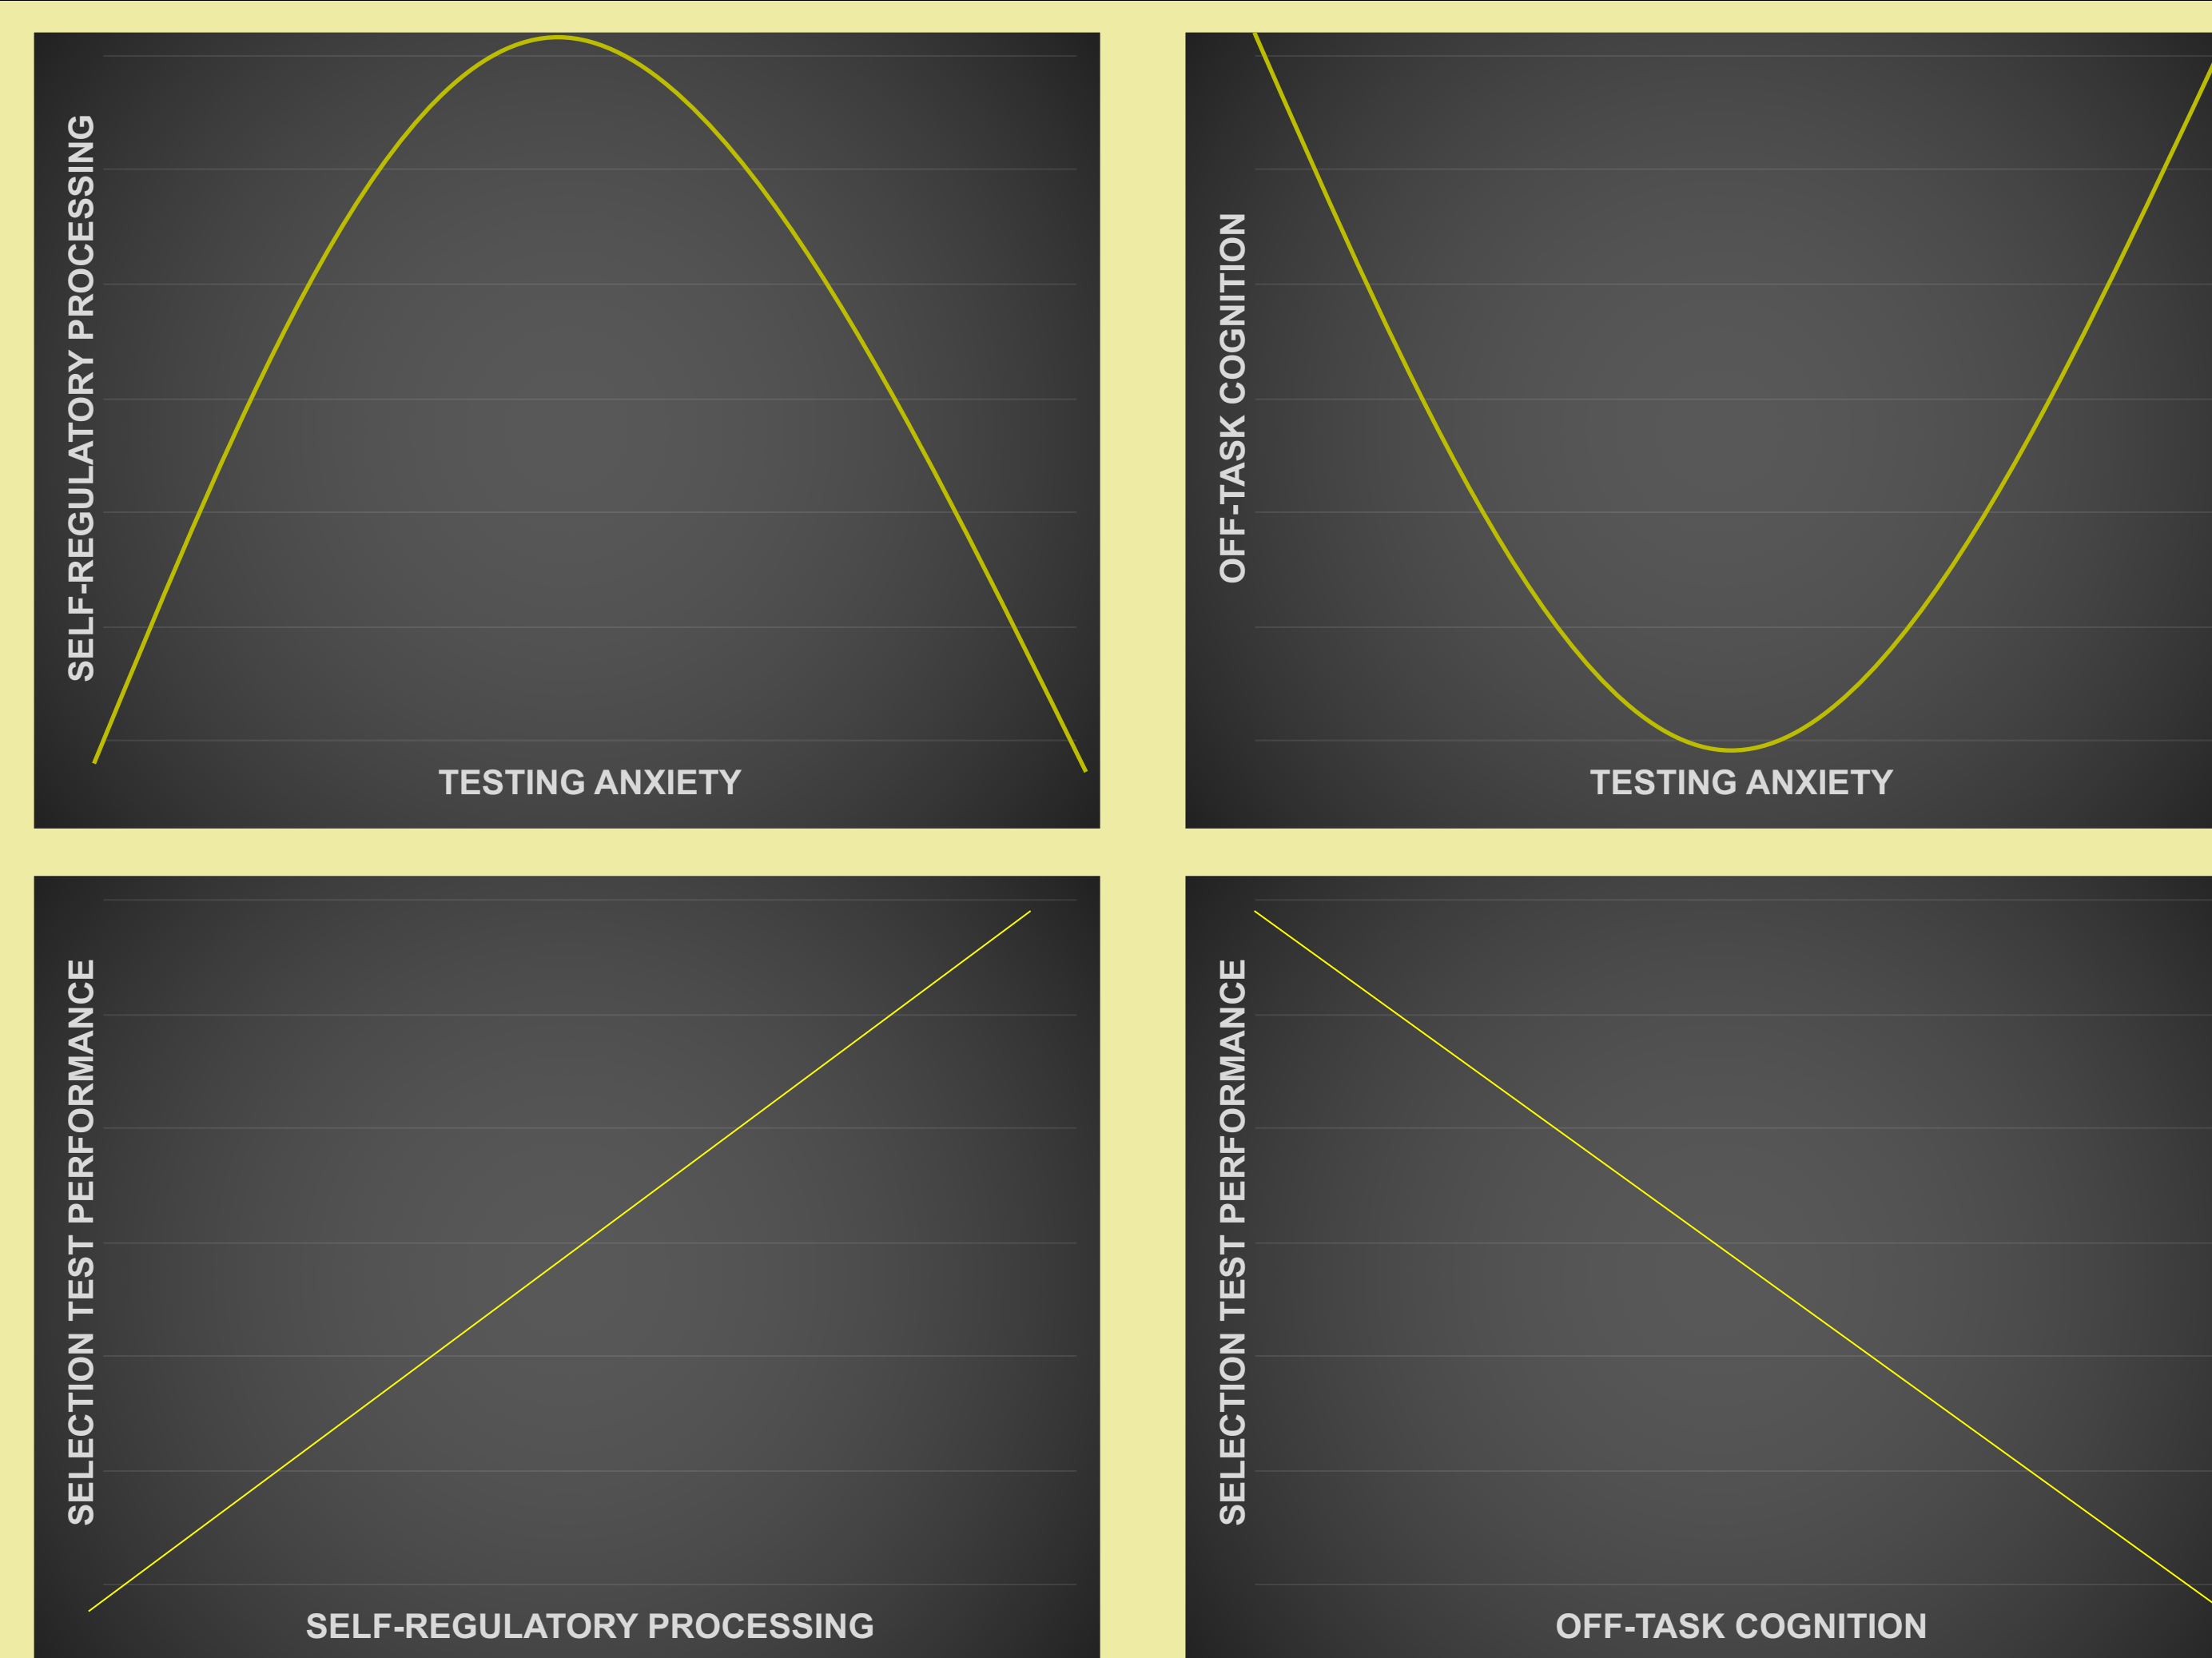 SELF-REGULATORY PROCESSING
TESTING ANXIETY
OFF-TASK COGNITION
TESTING ANXIETY
SELECTION TEST PERFORMANCE
SELF-REGULATORY PROCESSING
SELECTION TEST PERFORMANCE
OFF-TASK COGNITION